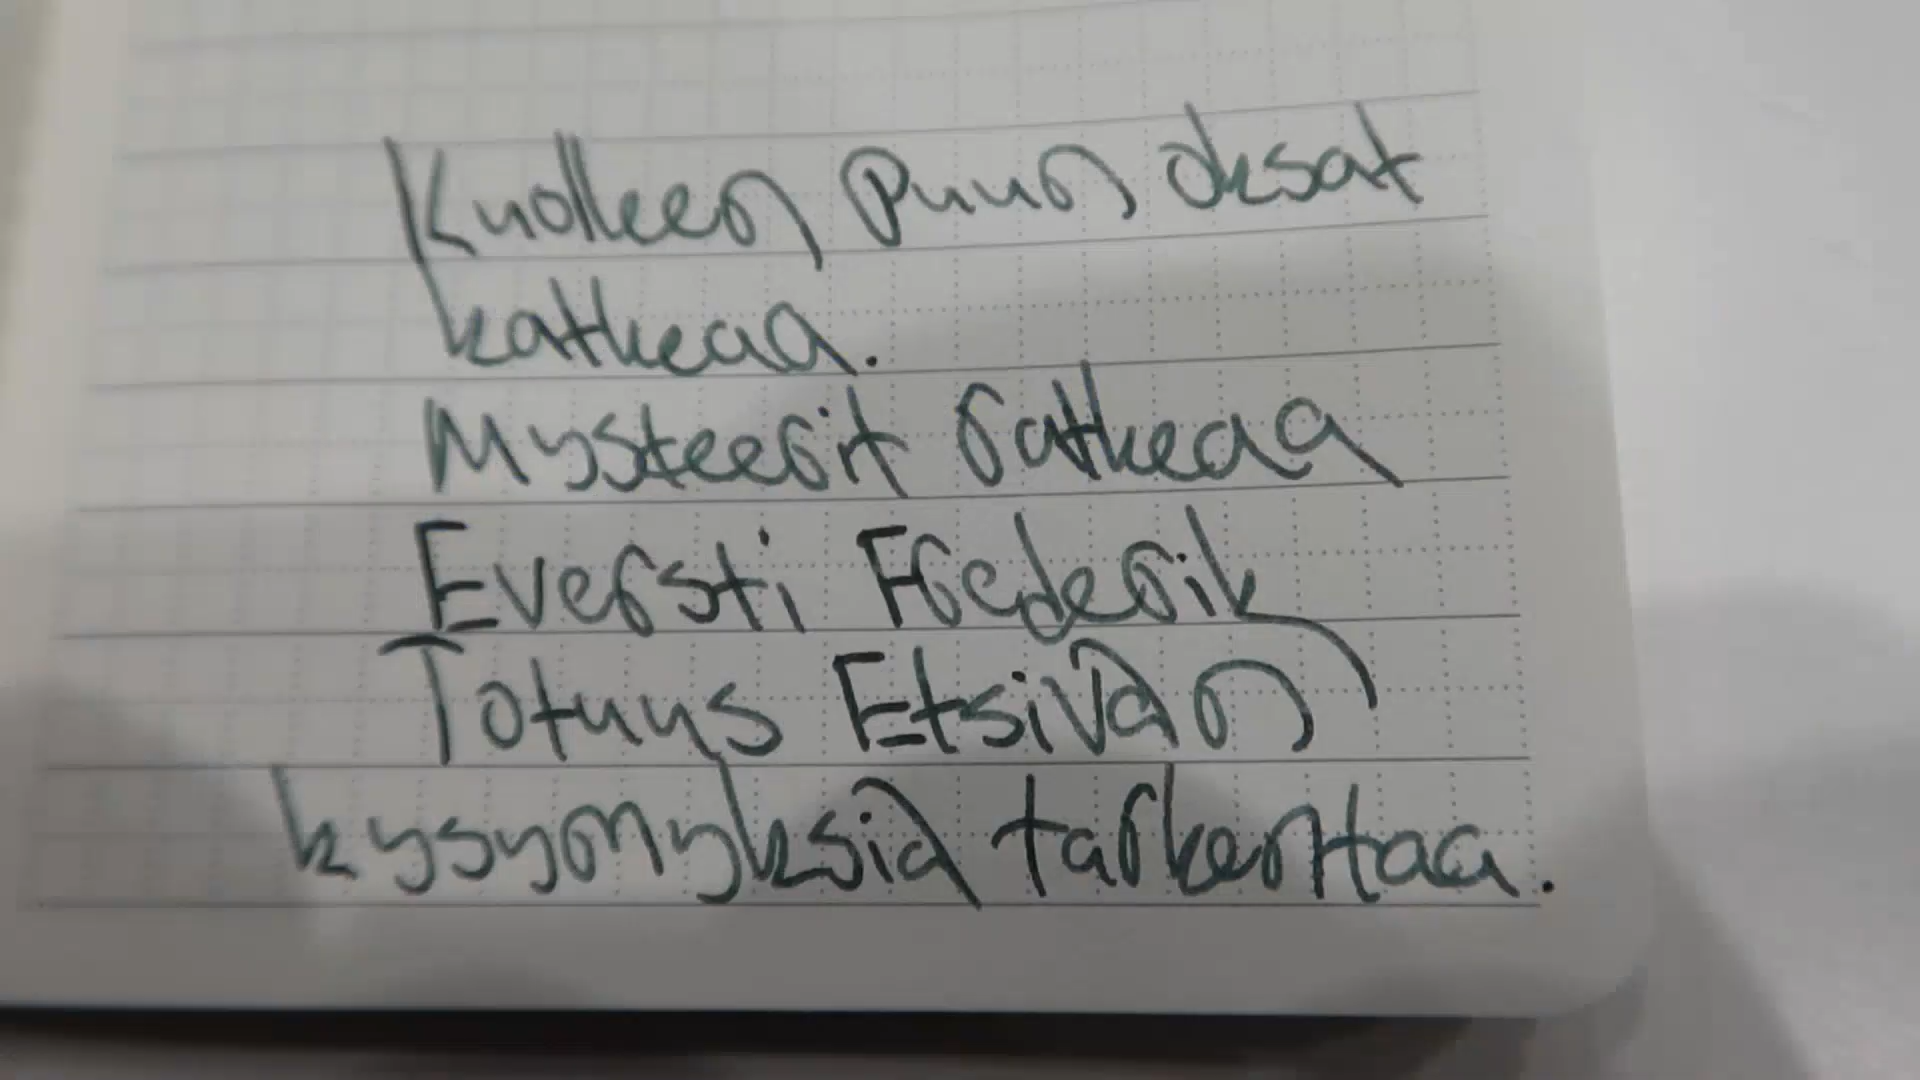 Kuolleen puun oksat
katkeaa.
Mysteerit ratkeaa
Eversti Frederik
Totuus Etsivän
kysymyksiä tarkentaa.